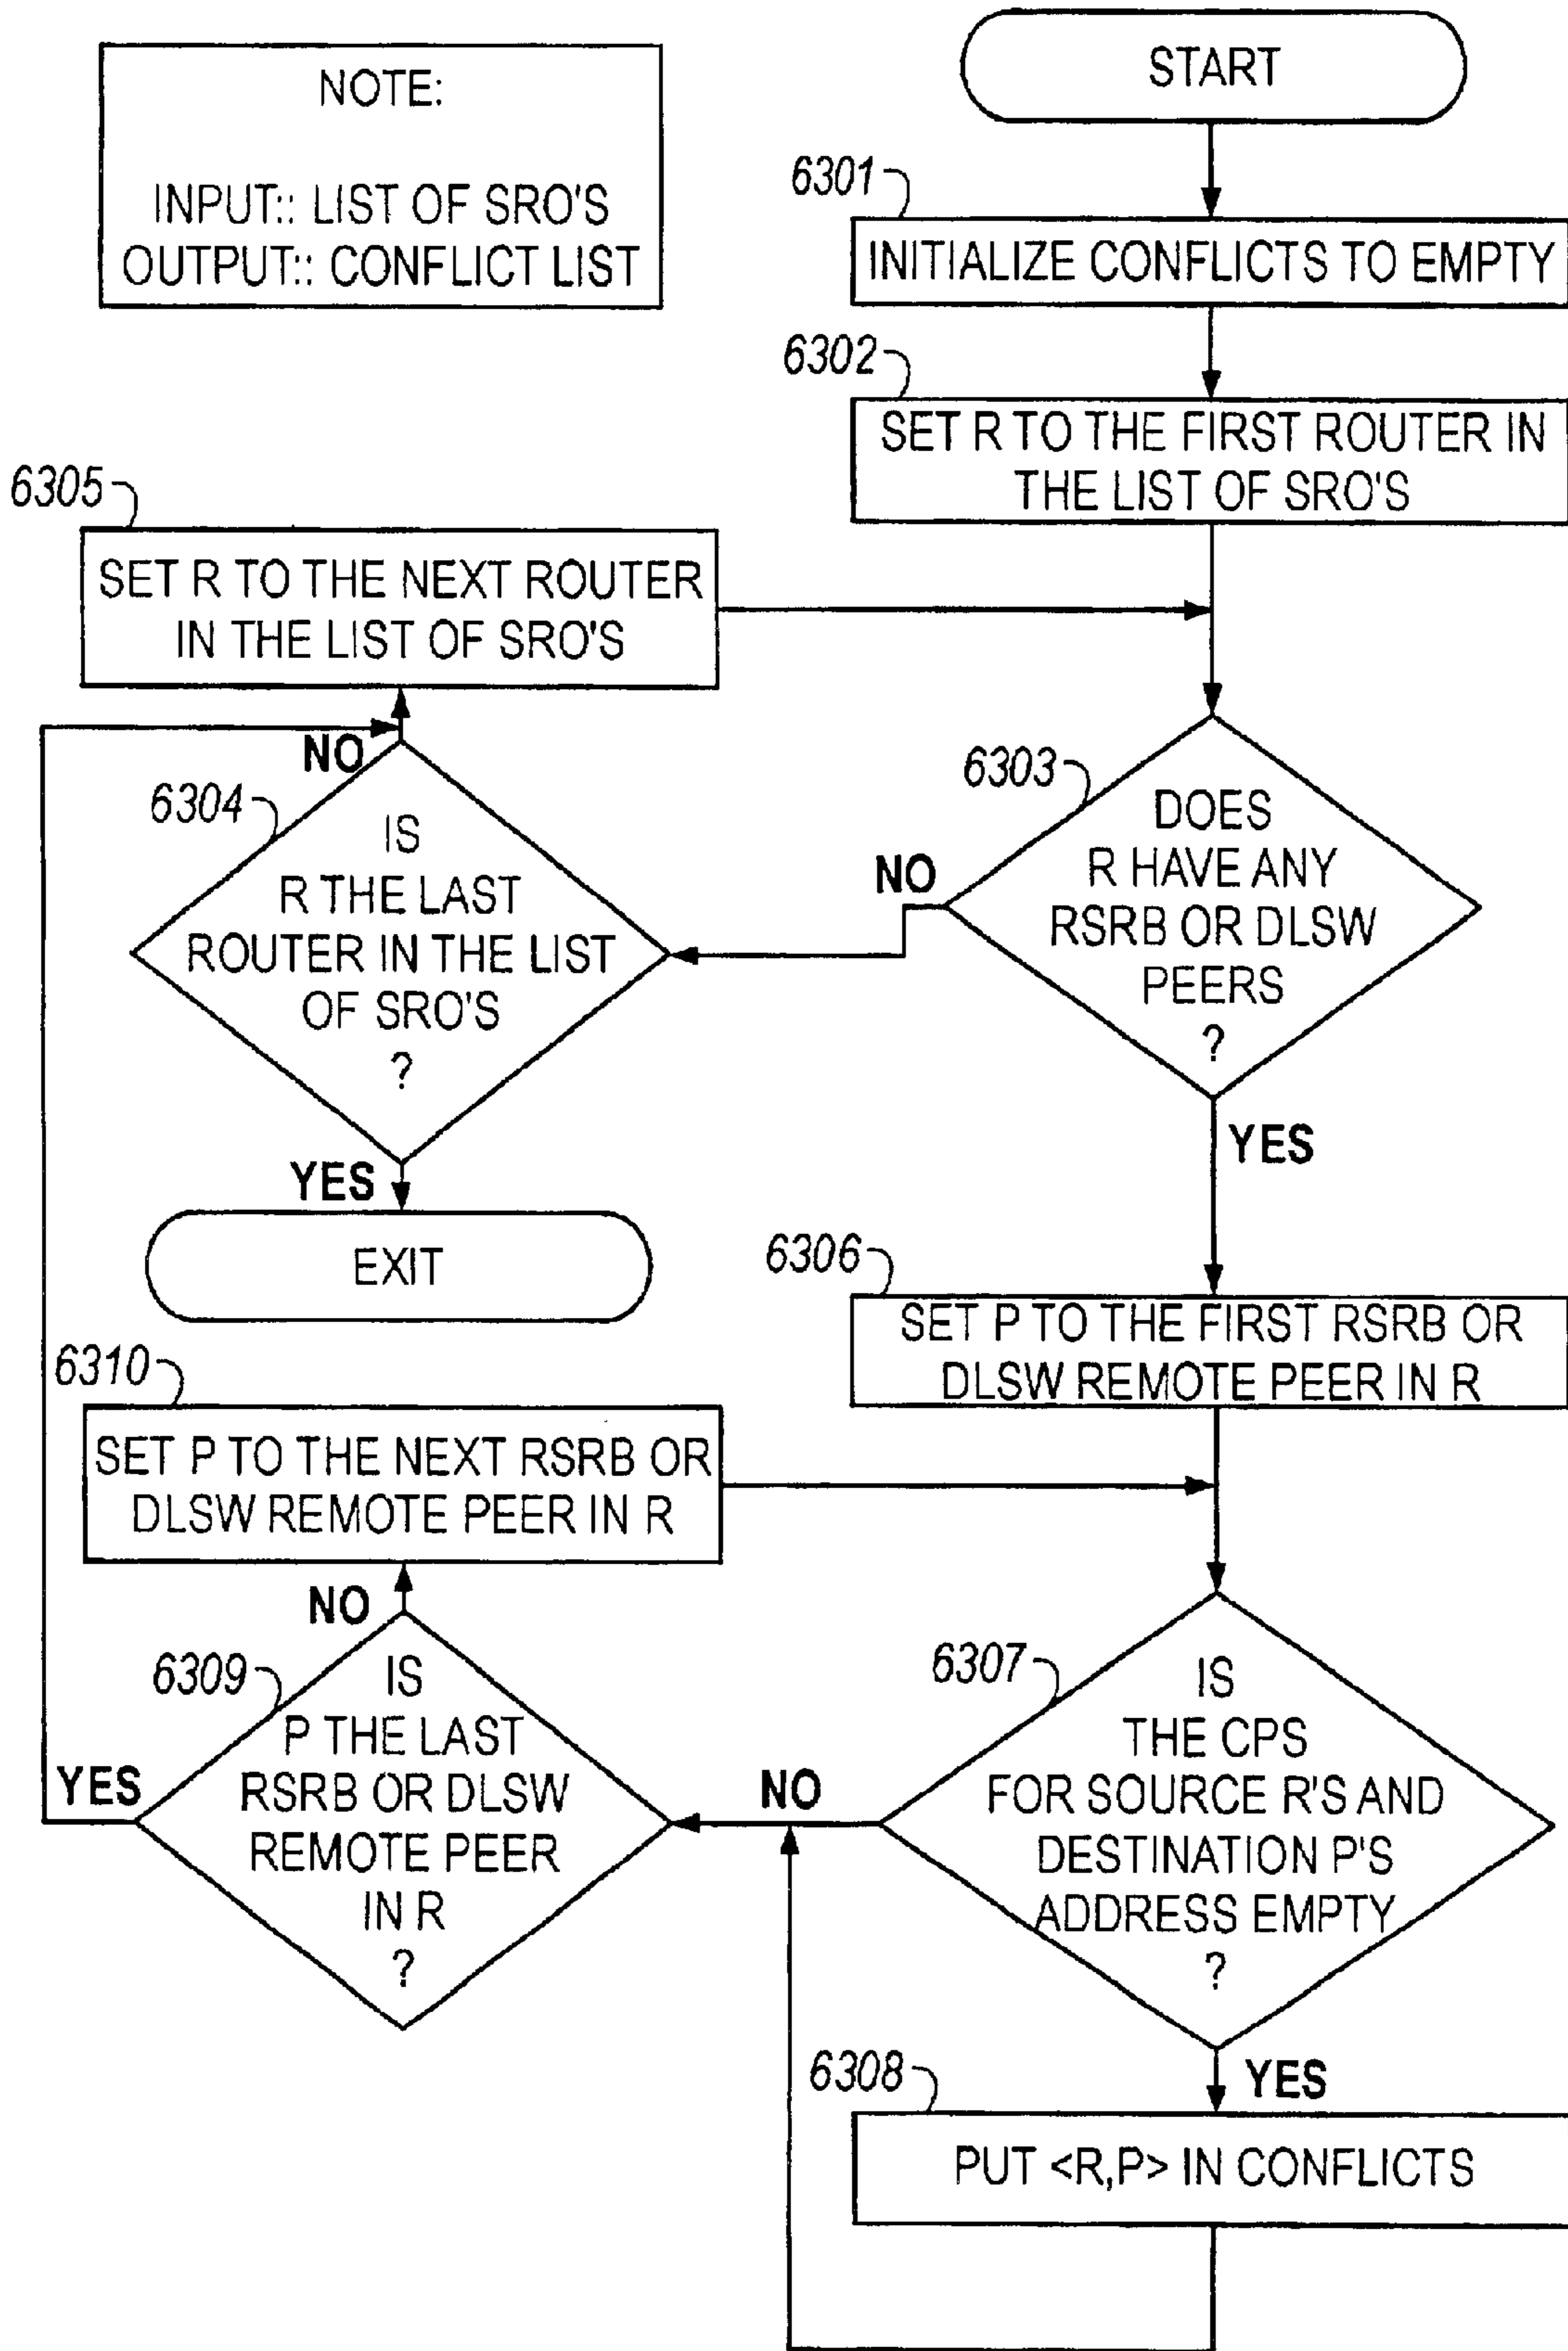 NOTE:
INPUT:: LIST OF SRO'S
OUTPUT:: CONFLICT LIST
START
6301
INITIALIZE CONFLICTS TO EMPTY
6302
SET R TO THE FIRST ROUTER IN
THE LIST OF SRO'S
6305
SET R TO THE NEXT ROUTER
IN THE LIST OF SRO'S
NO
6304
IS
R THE LAST
ROUTER IN THE LIST
OF SRO'S
?
YES
EXIT
6303
DOES
R HAVE ANY
RSRB OR DLSW
PEERS
?
NO
YES
6306
SET P TO THE FIRST RSRB OR
DLSW REMOTE PEER IN R
6310
SET P TO THE NEXT RSRB OR
DLSW REMOTE PEER IN R
NO
6309
IS
P THE LAST
RSRB OR DLSW
REMOTE PEER
IN R
?
YES
6307
IS
THE CPS
FOR SOURCE R'S AND
DESTINATION P'S
ADDRESS EMPTY
?
NO
YES
6308
PUT <R,P> IN CONFLICTS